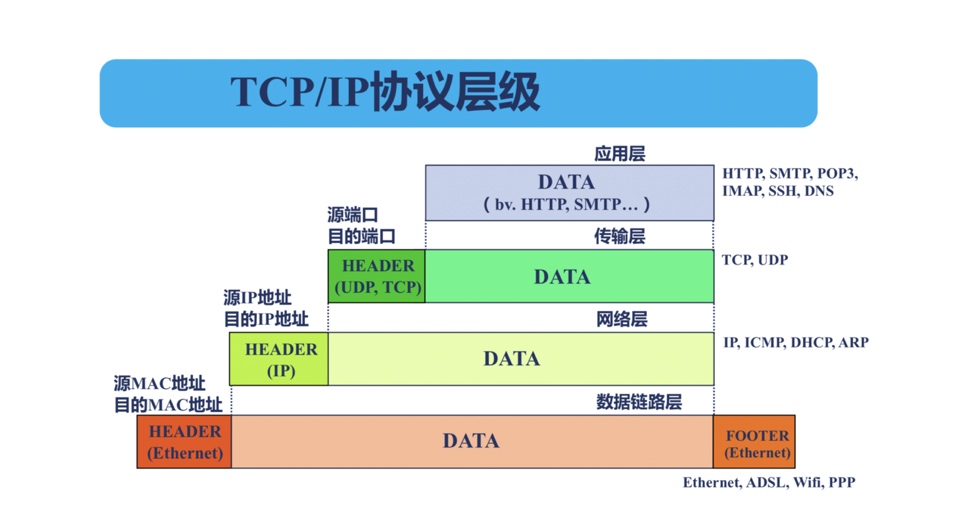 TCP/IP协议层级
应用层
DATA
( bv. HTTP, SMTP… )
HTTP, SMTP, POP3,
IMAP, SSH, DNS
源端口
目的端口
传输层
HEADER
(UDP, TCP)
DATA
TCP, UDP
源IP地址
目的IP地址
网络层
HEADER
(IP)
DATA
IP, ICMP, DHCP, ARP
源MAC地址
目的MAC地址
数据链路层
HEADER
(Ethernet)
DATA
FOOTER
(Ethernet)
Ethernet, ADSL, Wifi, PPP